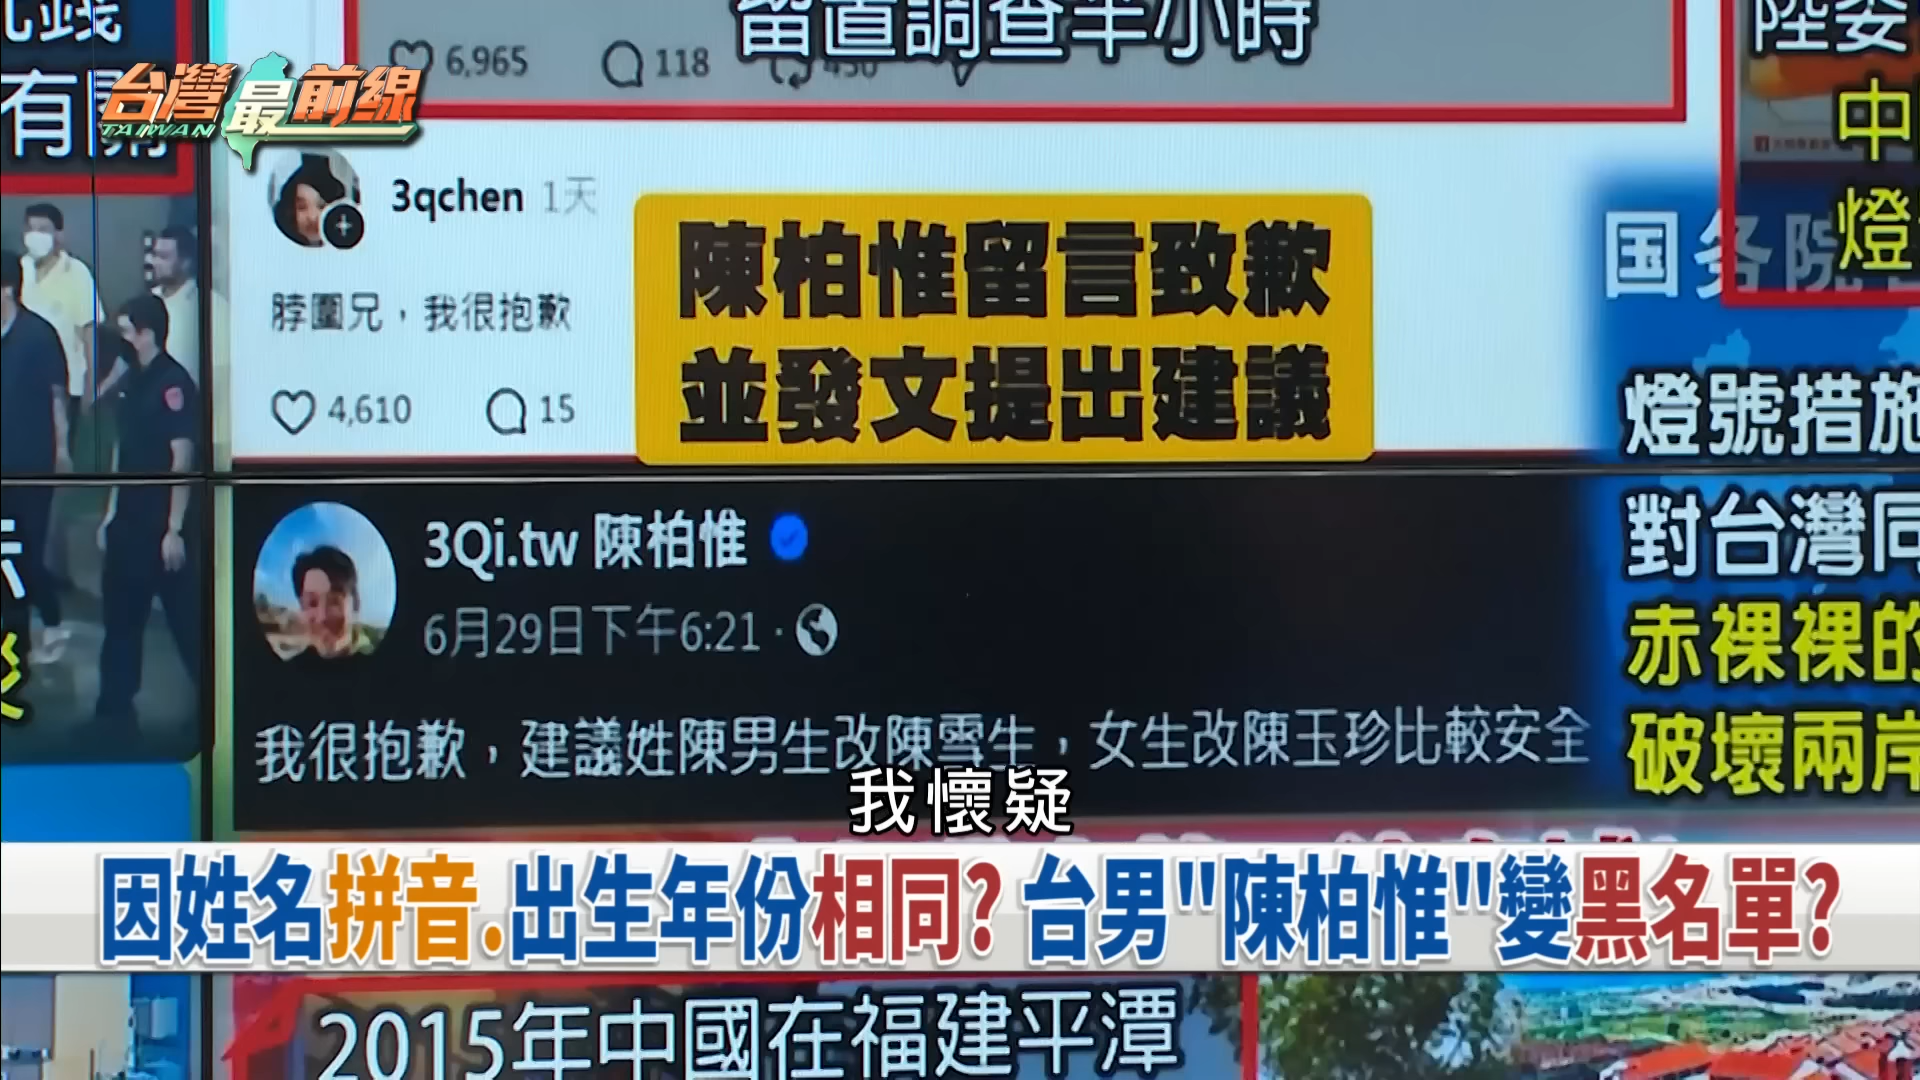 留置調查半小時
6,965 118 450
有關
台灣最前線
TAIWAN
陸委
中
燈
3qchen 1天
脖圍兄，我很抱歉
4,610 15
陳柏惟留言致歉
並發文提出建議
国务院
燈號措施
對台灣同
赤裸裸的
破壞兩岸
3Qi.tw 陳柏惟
6月29日下午6:21
我很抱歉，建議姓陳男生改陳雪生，女生改陳玉珍比較安全
我懷疑
因姓名拼音.出生年份相同?台男"陳柏惟"變黑名單?
2015年中國在福建平潭